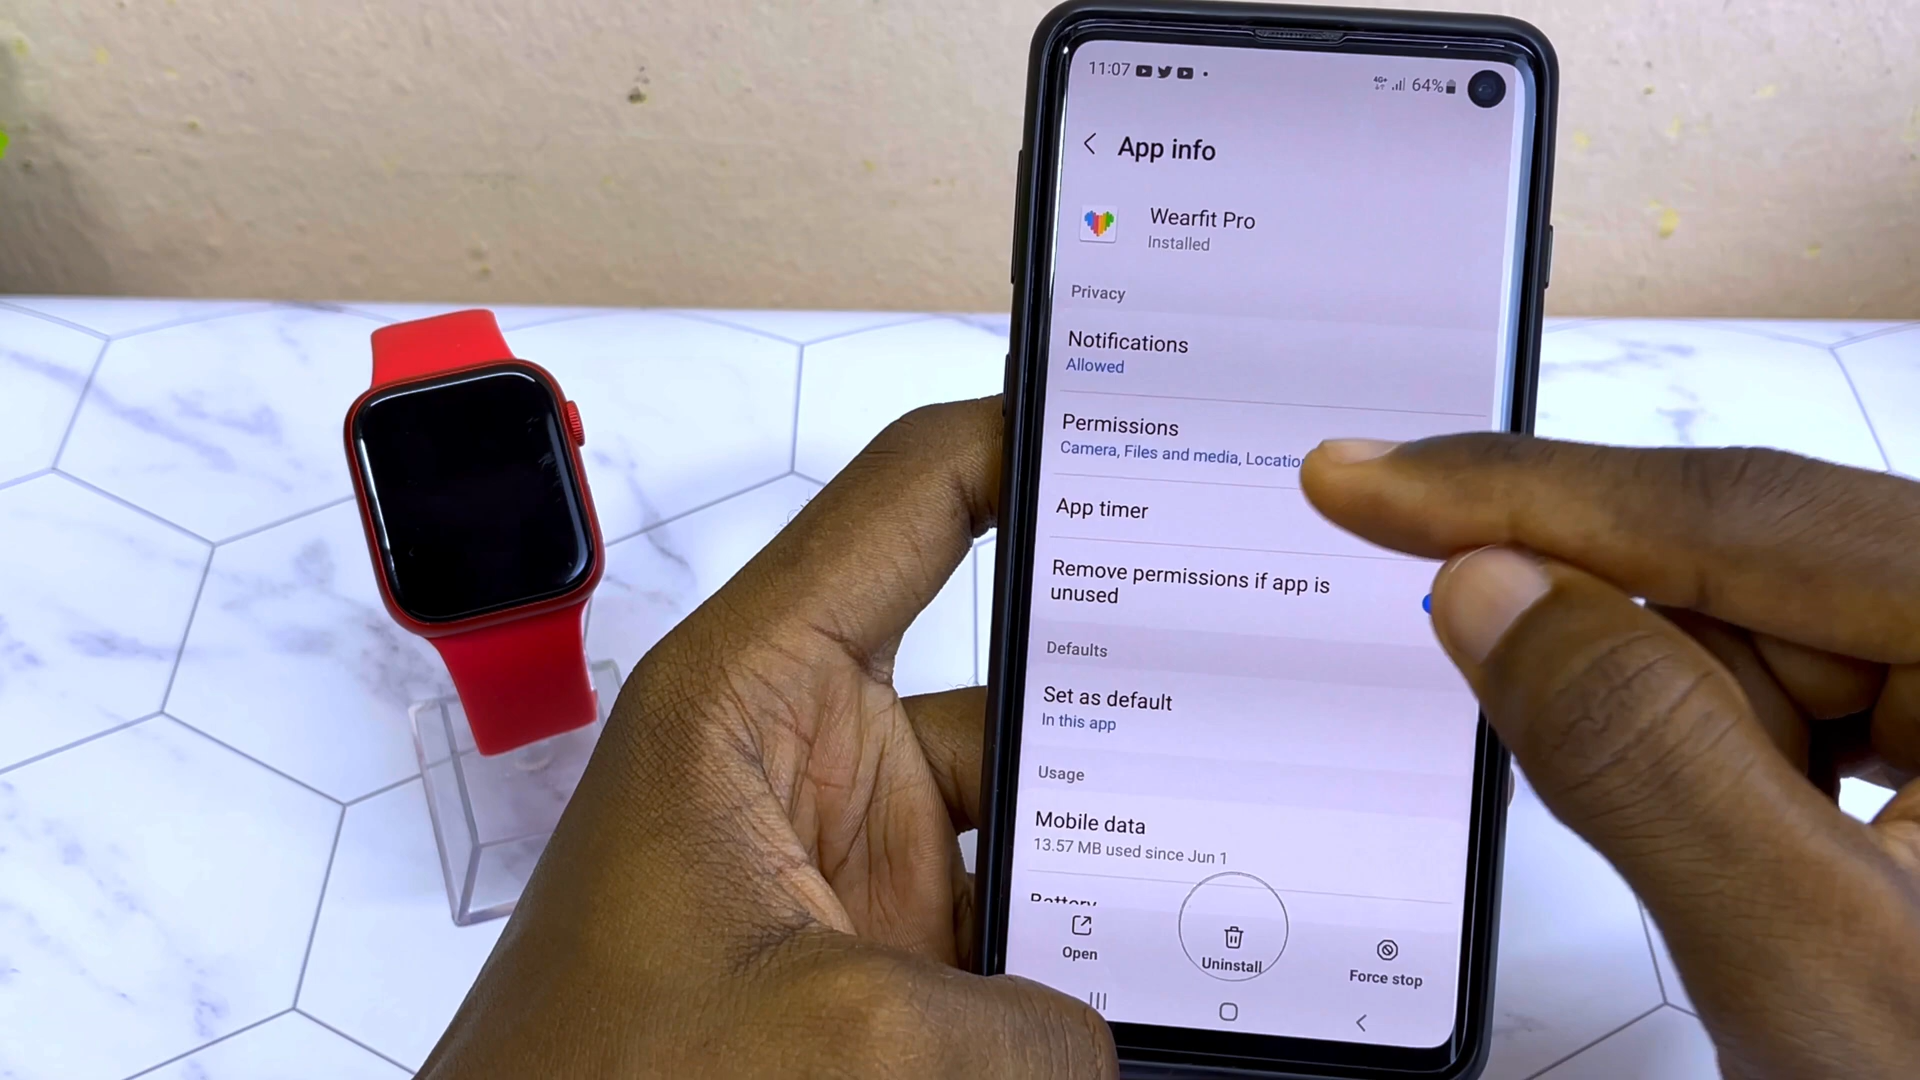 11:07
4G+ 64%
App info
Wearfit Pro
Installed
Privacy
Notifications
Allowed
Permissions
Camera, Files and media,
App timer
Remove permissions if app is
unused
Defaults
Set as default
In this app
Usage
Mobile data
13.57 MB used since Jun 1
Battery
Open
Uninstall
Force stop